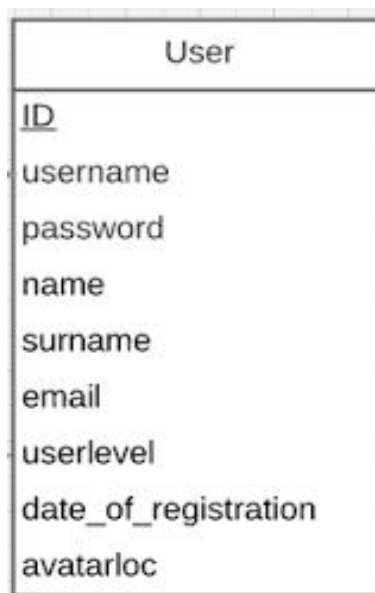 User
ID
username
password
name
surname
email
userlevel
date_of_registration
avatarloc